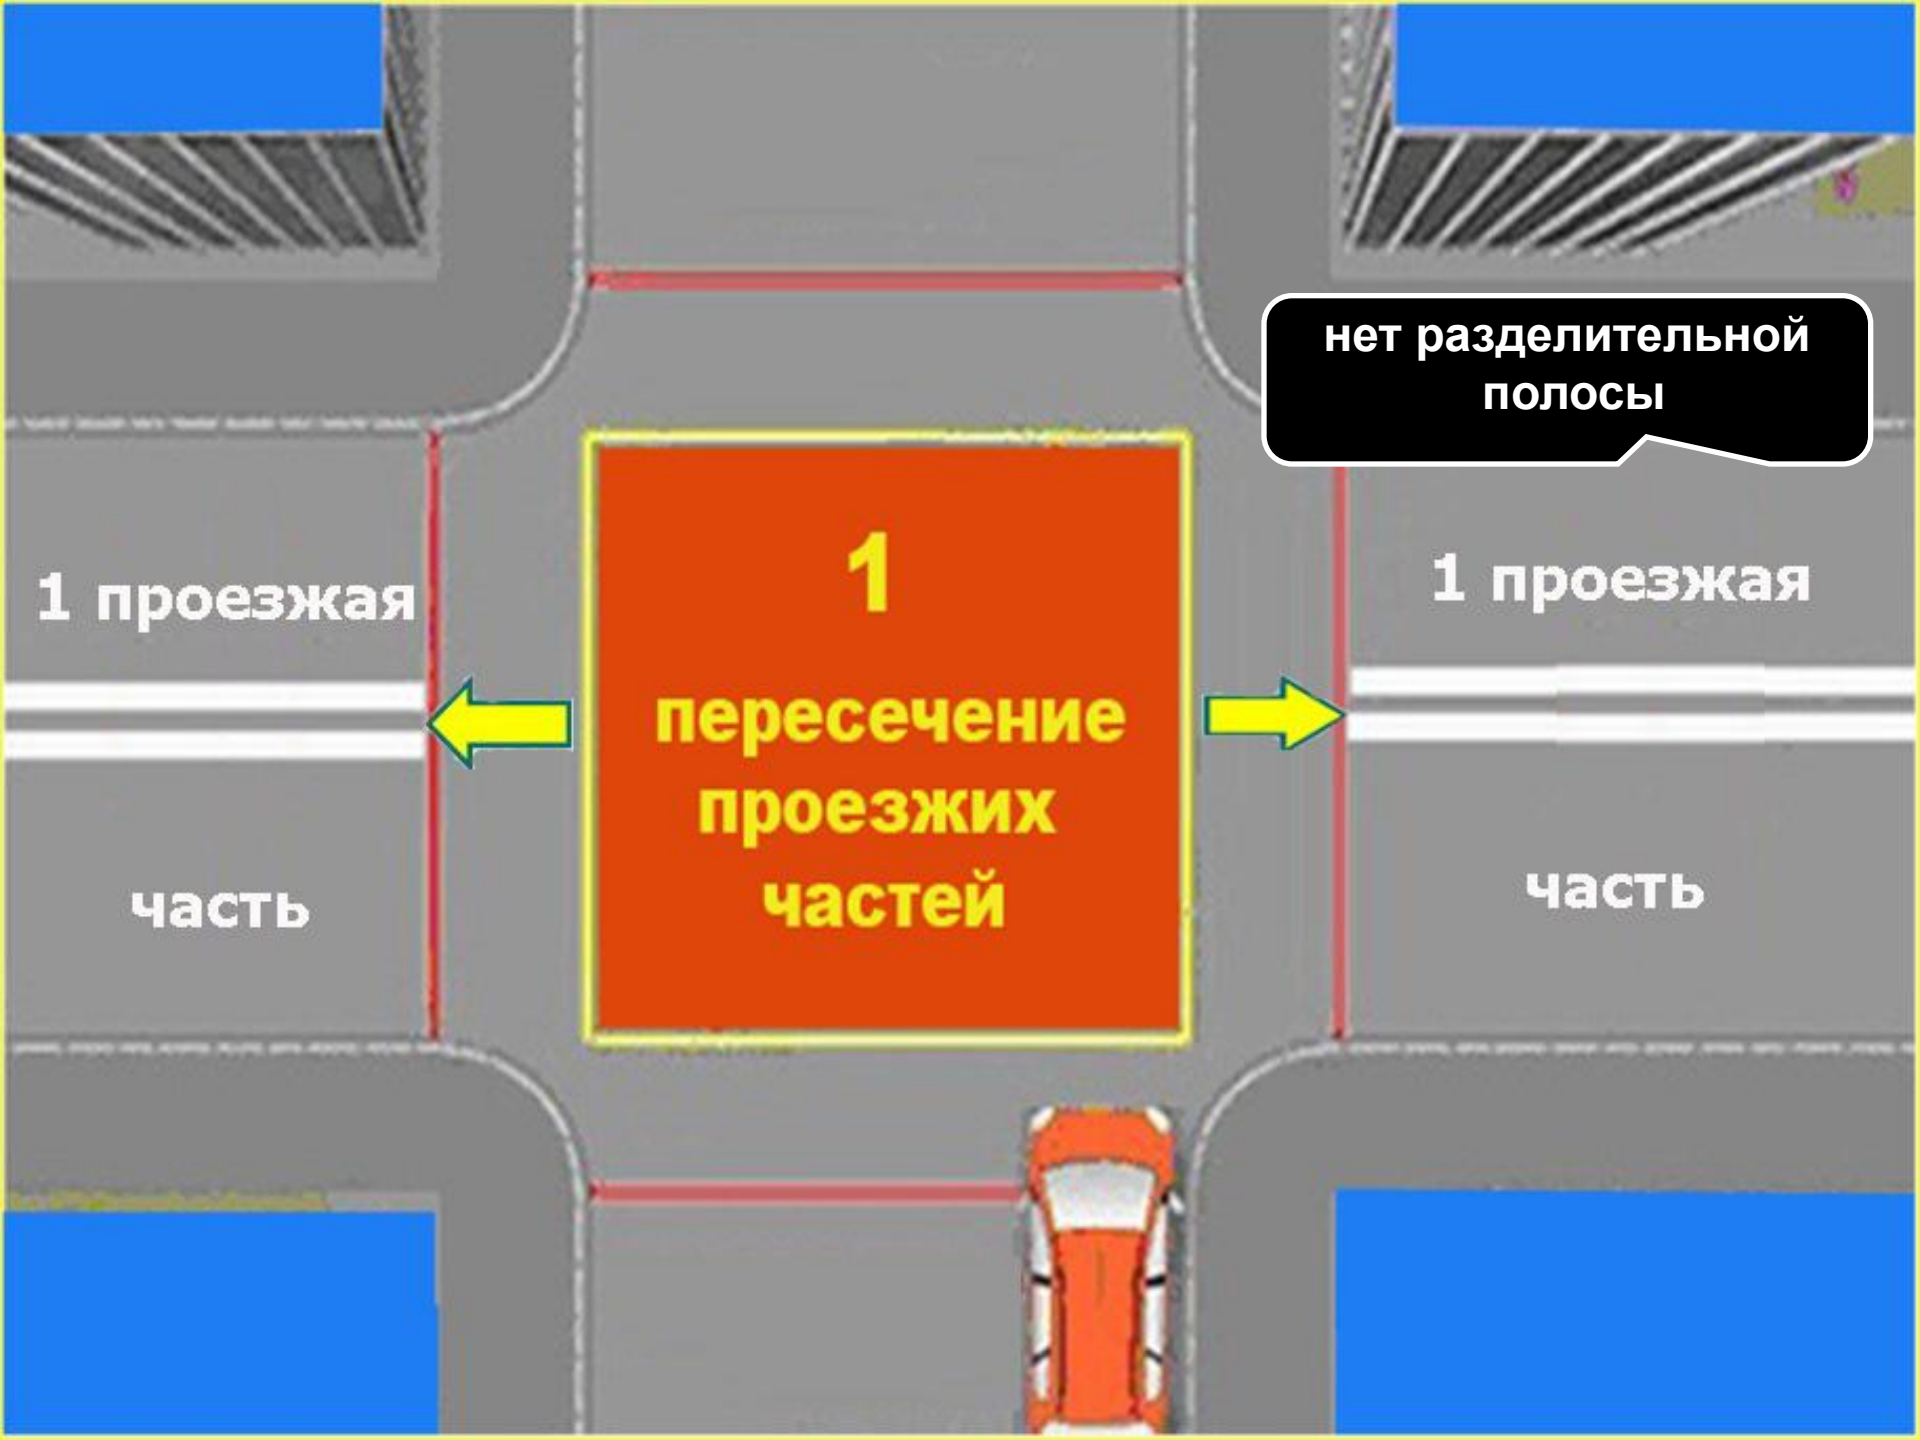 нет разделительной
полосы
1 проезжая
часть
1
пересечение
проезжих
частей
1 проезжая
часть